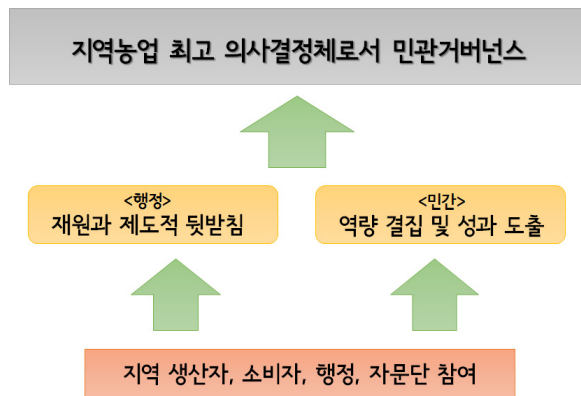 지역농업 최고 의사결정체로서 민관거버넌스
<행정>
재원과 제도적 뒷받침
<민간>
역량 결집 및 성과 도출
지역 생산자, 소비자, 행정, 자문단 참여